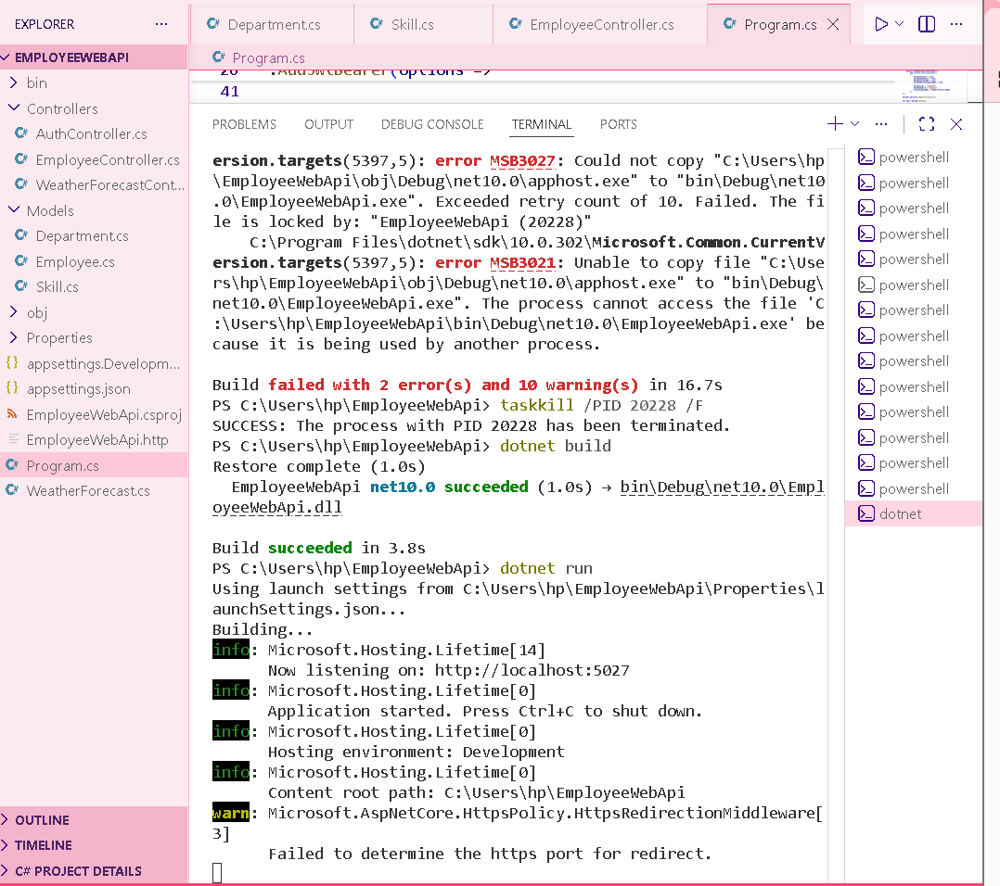 EXPLORER
EMPLOYEEWEBAPI
bin
Controllers
AuthController.cs
EmployeeController.cs
WeatherForecastCont...
Models
Department.cs
Employee.cs
Skill.cs
obj
Properties
appsettings.Developm...
appsettings.json
EmployeeWebApi.csproj
EmployeeWebApi.http
Program.cs
WeatherForecast.cs
OUTLINE
TIMELINE
C# PROJECT DETAILS
Department.cs Skill.cs EmployeeController.cs Program.cs
Program.cs
.AddJwtBearer(options =>
41
PROBLEMS OUTPUT DEBUG CONSOLE TERMINAL PORTS
ersion.targets(5397,5): error MSB3027: Could not copy "C:\Users\hp
\EmployeeWebApi\obj\Debug\net10.0\apphost.exe" to "bin\Debug\net10
.0\EmployeeWebApi.exe". Exceeded retry count of 10. Failed. The fi
le is locked by: "EmployeeWebApi (20228)"
C:\Program Files\dotnet\sdk\10.0.302\Microsoft.Common.CurrentV
ersion.targets(5397,5): error MSB3021: Unable to copy file "C:\Use
rs\hp\EmployeeWebApi\obj\Debug\net10.0\apphost.exe" to "bin\Debug\
net10.0\EmployeeWebApi.exe". The process cannot access the file 'C
:\Users\hp\EmployeeWebApi\bin\Debug\net10.0\EmployeeWebApi.exe' be
cause it is being used by another process.
Build failed with 2 error(s) and 10 warning(s) in 16.7s
PS C:\Users\hp\EmployeeWebApi> taskkill /PID 20228 /F
SUCCESS: The process with PID 20228 has been terminated.
PS C:\Users\hp\EmployeeWebApi> dotnet build
Restore complete (1.0s)
EmployeeWebApi net10.0 succeeded (1.0s) → bin\Debug\net10.0\Empl
oyeeWebApi.dll
Build succeeded in 3.8s
PS C:\Users\hp\EmployeeWebApi> dotnet run
Using launch settings from C:\Users\hp\EmployeeWebApi\Properties\l
aunchSettings.json...
Building...
info: Microsoft.Hosting.Lifetime[14]
Now listening on: http://localhost:5027
info: Microsoft.Hosting.Lifetime[0]
Application started. Press Ctrl+C to shut down.
info: Microsoft.Hosting.Lifetime[0]
Hosting environment: Development
info: Microsoft.Hosting.Lifetime[0]
Content root path: C:\Users\hp\EmployeeWebApi
warn: Microsoft.AspNetCore.HttpsPolicy.HttpsRedirectionMiddleware[
3]
Failed to determine the https port for redirect.
powershell
powershell
powershell
powershell
powershell
powershell
powershell
powershell
powershell
powershell
powershell
powershell
powershell
powershell
dotnet